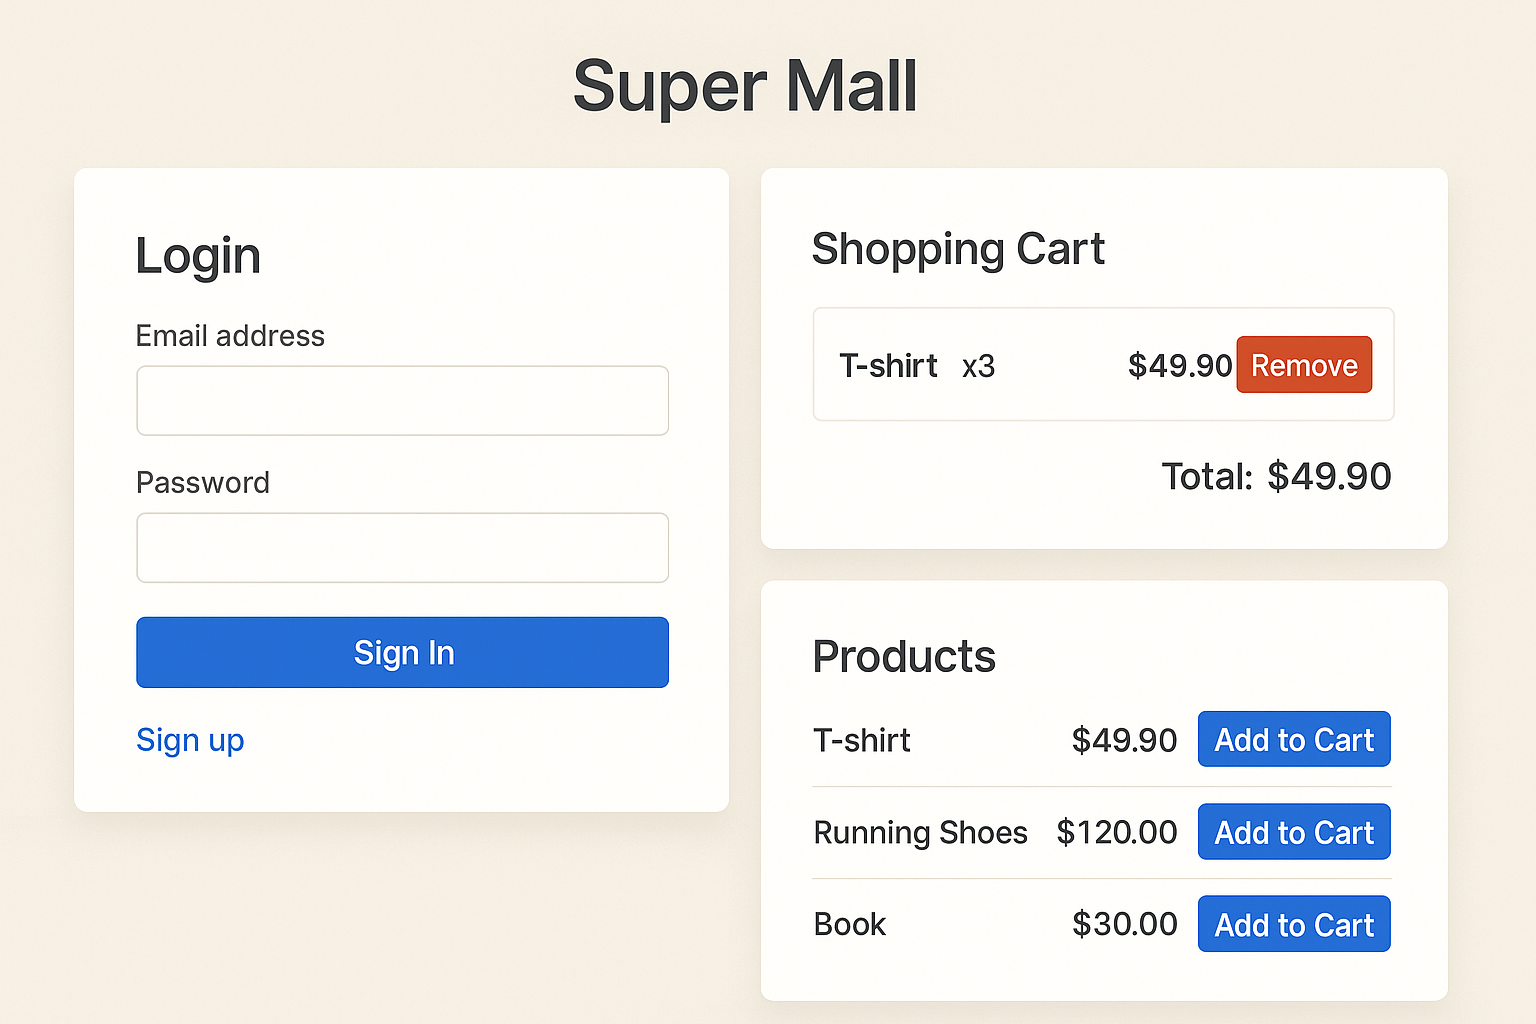 Super Mall
Login
Email address
Password
Sign In
Sign up
Shopping Cart
T-shirt x3 $49.90 Remove
Total: $49.90
Products
T-shirt $49.90 Add to Cart
Running Shoes $120.00 Add to Cart
Book $30.00 Add to Cart